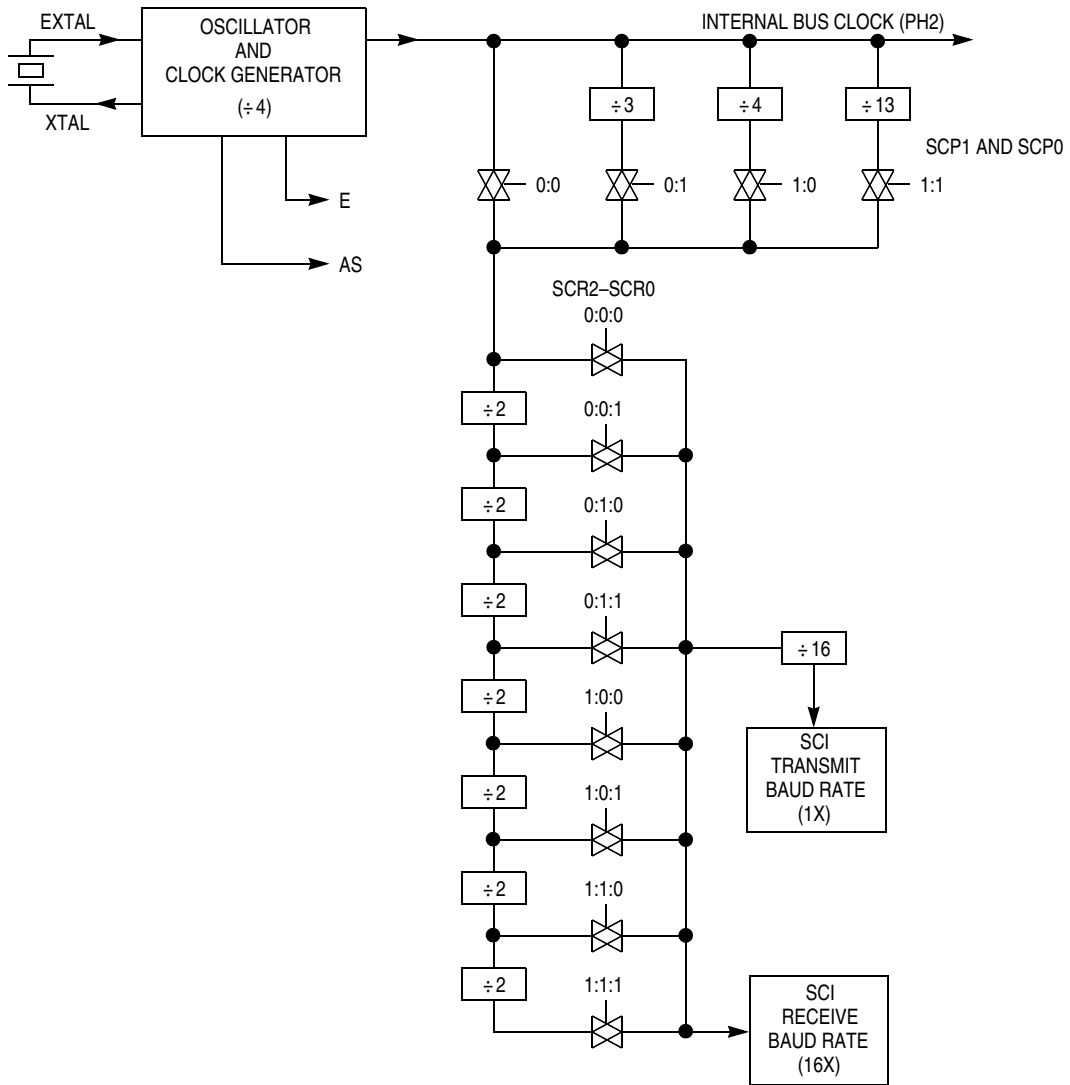 EXTAL
XTAL
OSCILLATOR
AND
CLOCK GENERATOR
(÷4)
E
AS
INTERNAL BUS CLOCK (PH2)
÷3
÷4
÷13
SCP1 AND SCP0
0:0
0:1
1:0
1:1
SCR2–SCR0
0:0:0
÷2
0:0:1
÷2
0:1:0
÷2
0:1:1
÷16
÷2
1:0:0
SCI
TRANSMIT
BAUD RATE
(1X)
÷2
1:0:1
÷2
1:1:0
÷2
1:1:1
SCI
RECEIVE
BAUD RATE
(16X)